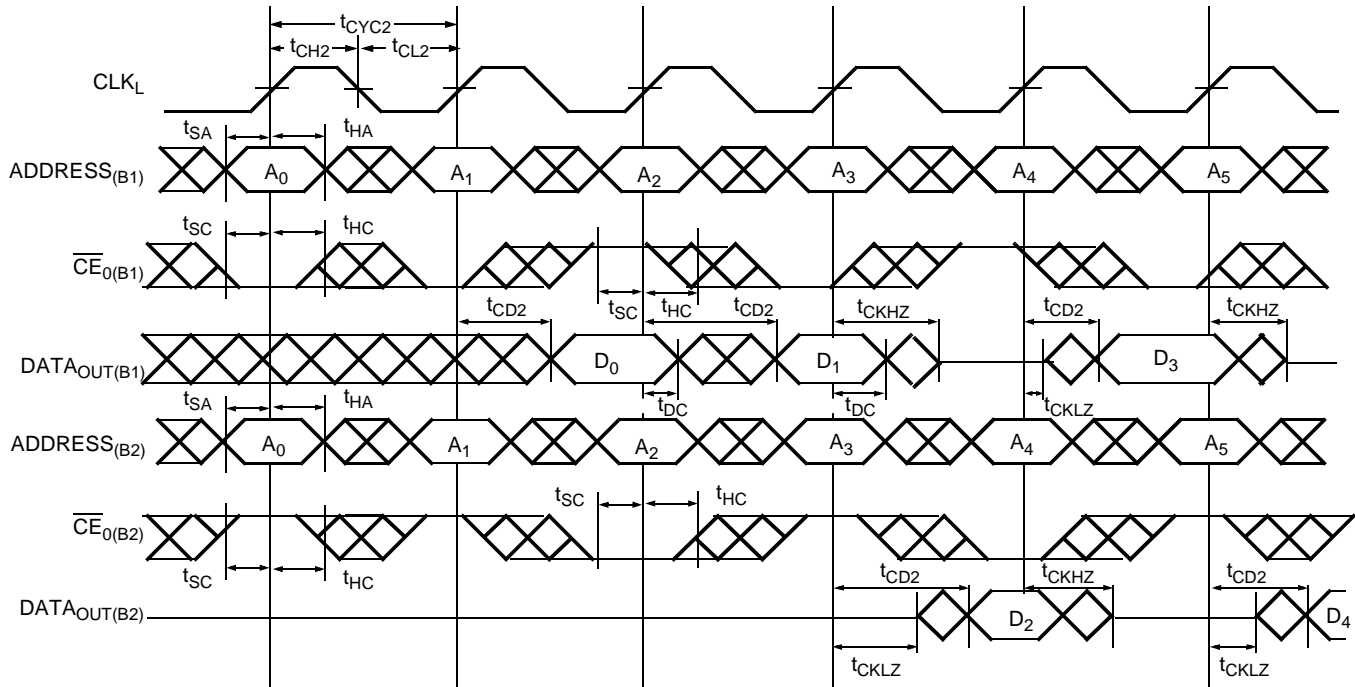 tCYC2
tCH2 tCL2
CLKL
tSA tHA
ADDRESS(B1) A0 A1 A2 A3 A4 A5
tSC tHC
CE0(B1)
tCD2 tSC tHC tCD2 tCKHZ tCD2 tCKHZ
DATAOUT(B1) D0 D1 D3
tSA tHA tDC tDC tCKLZ
ADDRESS(B2) A0 A1 A2 A3 A4 A5
tSC tHC
CE0(B2)
tSC tHC tCD2 tCKHZ tCD2
DATAOUT(B2) D2 D4
tCKLZ tCKLZ